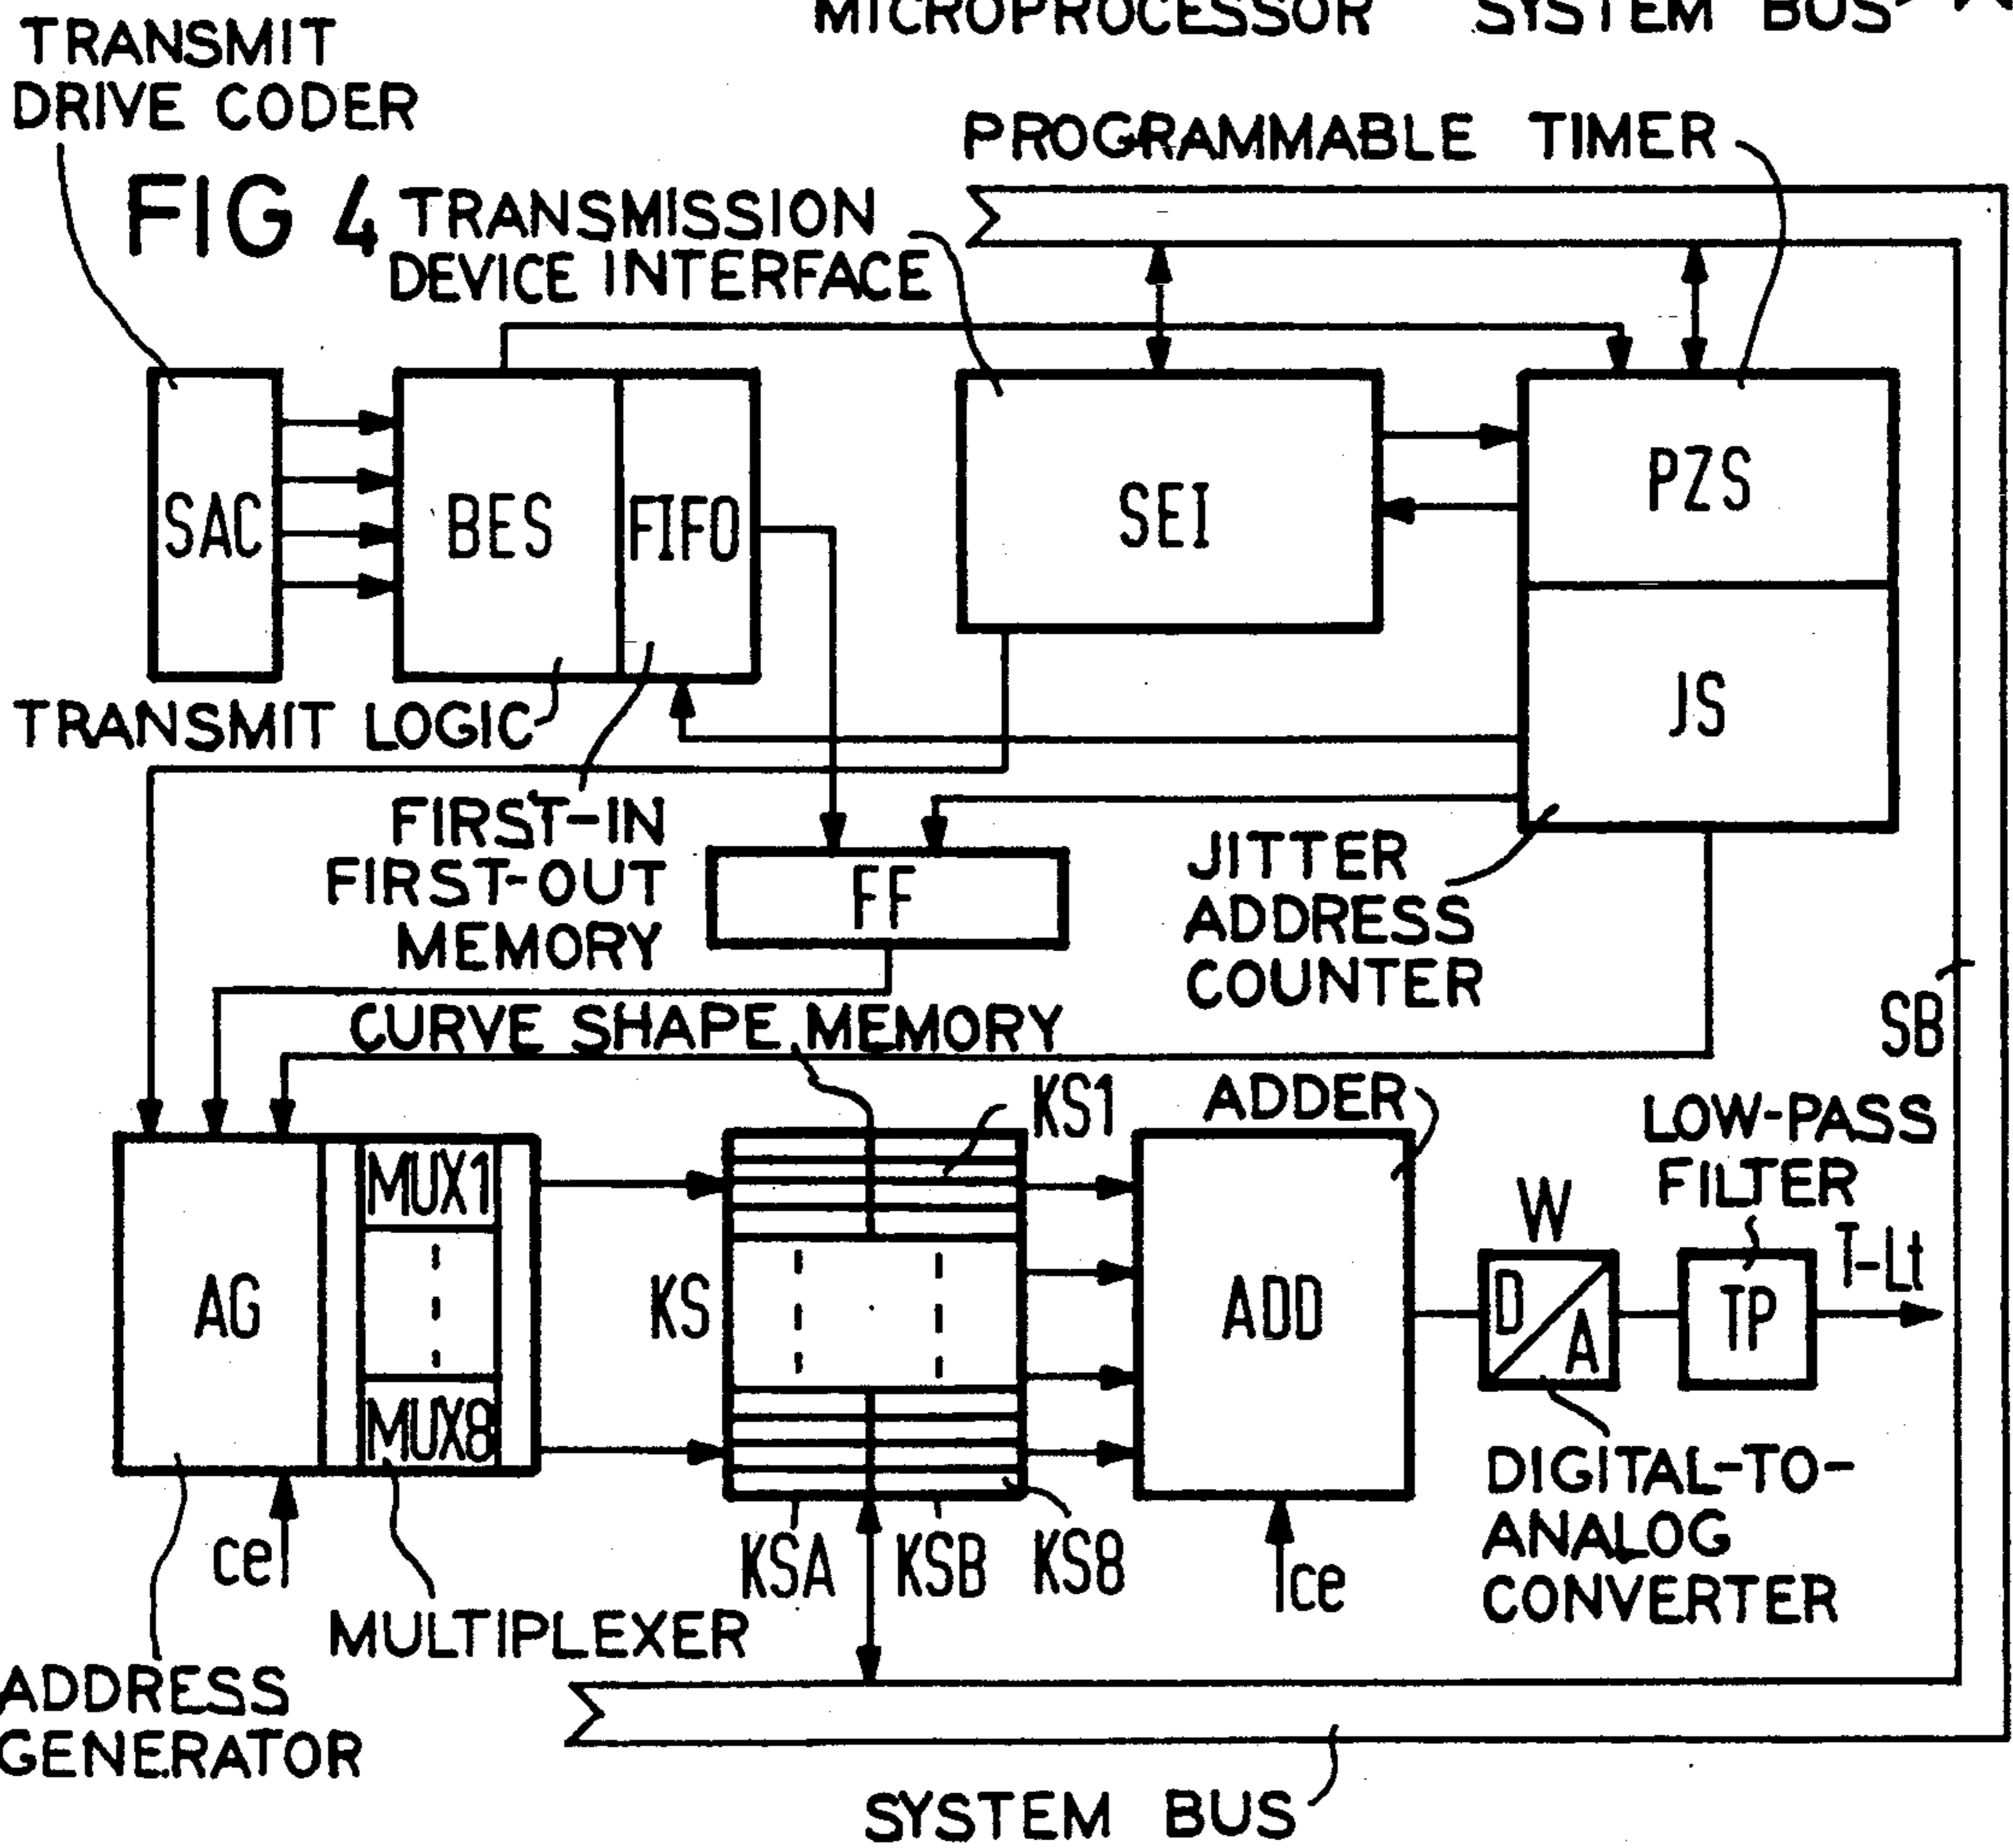 MICROPROCESSOR SYSTEM BUS
TRANSMIT
DRIVE CODER
PROGRAMMABLE TIMER
FIG 4
TRANSMISSION
DEVICE INTERFACE
SAC
BES
FIFO
SEI
PZS
JS
TRANSMIT LOGIC
FIRST-IN
FIRST-OUT
MEMORY
FF
JITTER
ADDRESS
COUNTER
SB
CURVE SHAPE MEMORY
KS1
ADDER
LOW-PASS
FILTER
MUX1
AG
MUX8
KS
ADD
W
D
A
TP
T-Lt
ce
KSA
KSB
KS8
ce
DIGITAL-TO-
ANALOG
CONVERTER
MULTIPLEXER
ADDRESS
GENERATOR
SYSTEM BUS